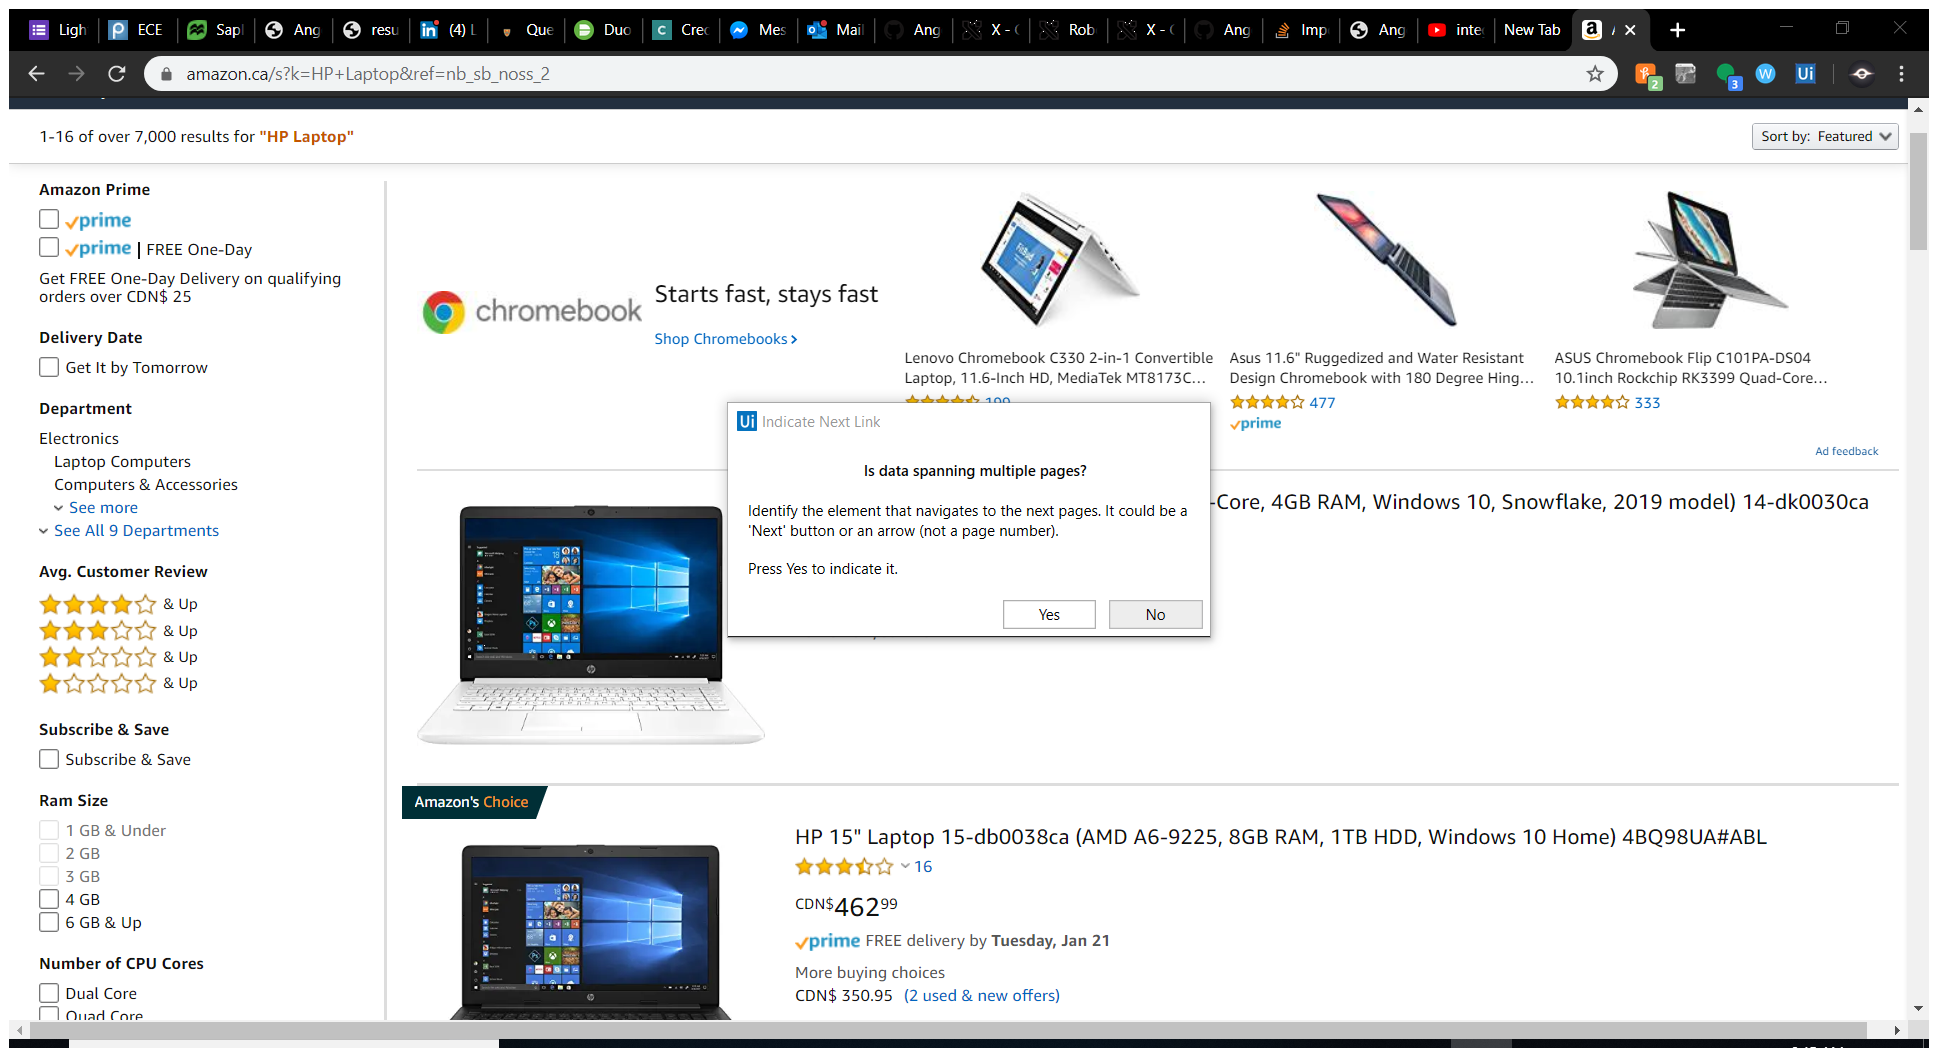 Ligh
ECE
Sapl
Ang
resu
(4) L
Que
Duo
Crec
Mes
Mail
Ang
X - (
Rob
X - (
Ang
Imp
Ang
inte
New Tab
amazon.ca/s?k=HP+Laptop&ref=nb_sb_noss_2
1-16 of over 7,000 results for "HP Laptop"
Sort by: Featured
Amazon Prime
prime
prime | FREE One-Day
Get FREE One-Day Delivery on qualifying
orders over CDN$ 25
Delivery Date
Get It by Tomorrow
Department
Electronics
Laptop Computers
Computers & Accessories
See more
See All 9 Departments
Avg. Customer Review
& Up
& Up
& Up
& Up
Subscribe & Save
Subscribe & Save
Ram Size
1 GB & Under
2 GB
3 GB
4 GB
6 GB & Up
Number of CPU Cores
Dual Core
Quad Core
chromebook
Starts fast, stays fast
Shop Chromebooks
Lenovo Chromebook C330 2-in-1 Convertible
Laptop, 11.6-Inch HD, MediaTek MT8173C...
199
Asus 11.6" Ruggedized and Water Resistant
Design Chromebook with 180 Degree Hing...
477
prime
ASUS Chromebook Flip C101PA-DS04
10.1inch Rockchip RK3399 Quad-Core...
333
Ad feedback
Ui Indicate Next Link
Is data spanning multiple pages?
Identify the element that navigates to the next pages. It could be a
'Next' button or an arrow (not a page number).
Press Yes to indicate it.
Yes
No
-Core, 4GB RAM, Windows 10, Snowflake, 2019 model) 14-dk0030ca
Amazon's Choice
HP 15" Laptop 15-db0038ca (AMD A6-9225, 8GB RAM, 1TB HDD, Windows 10 Home) 4BQ98UA#ABL
16
CDN$ 462 99
prime FREE delivery by Tuesday, Jan 21
More buying choices
CDN$ 350.95 (2 used & new offers)